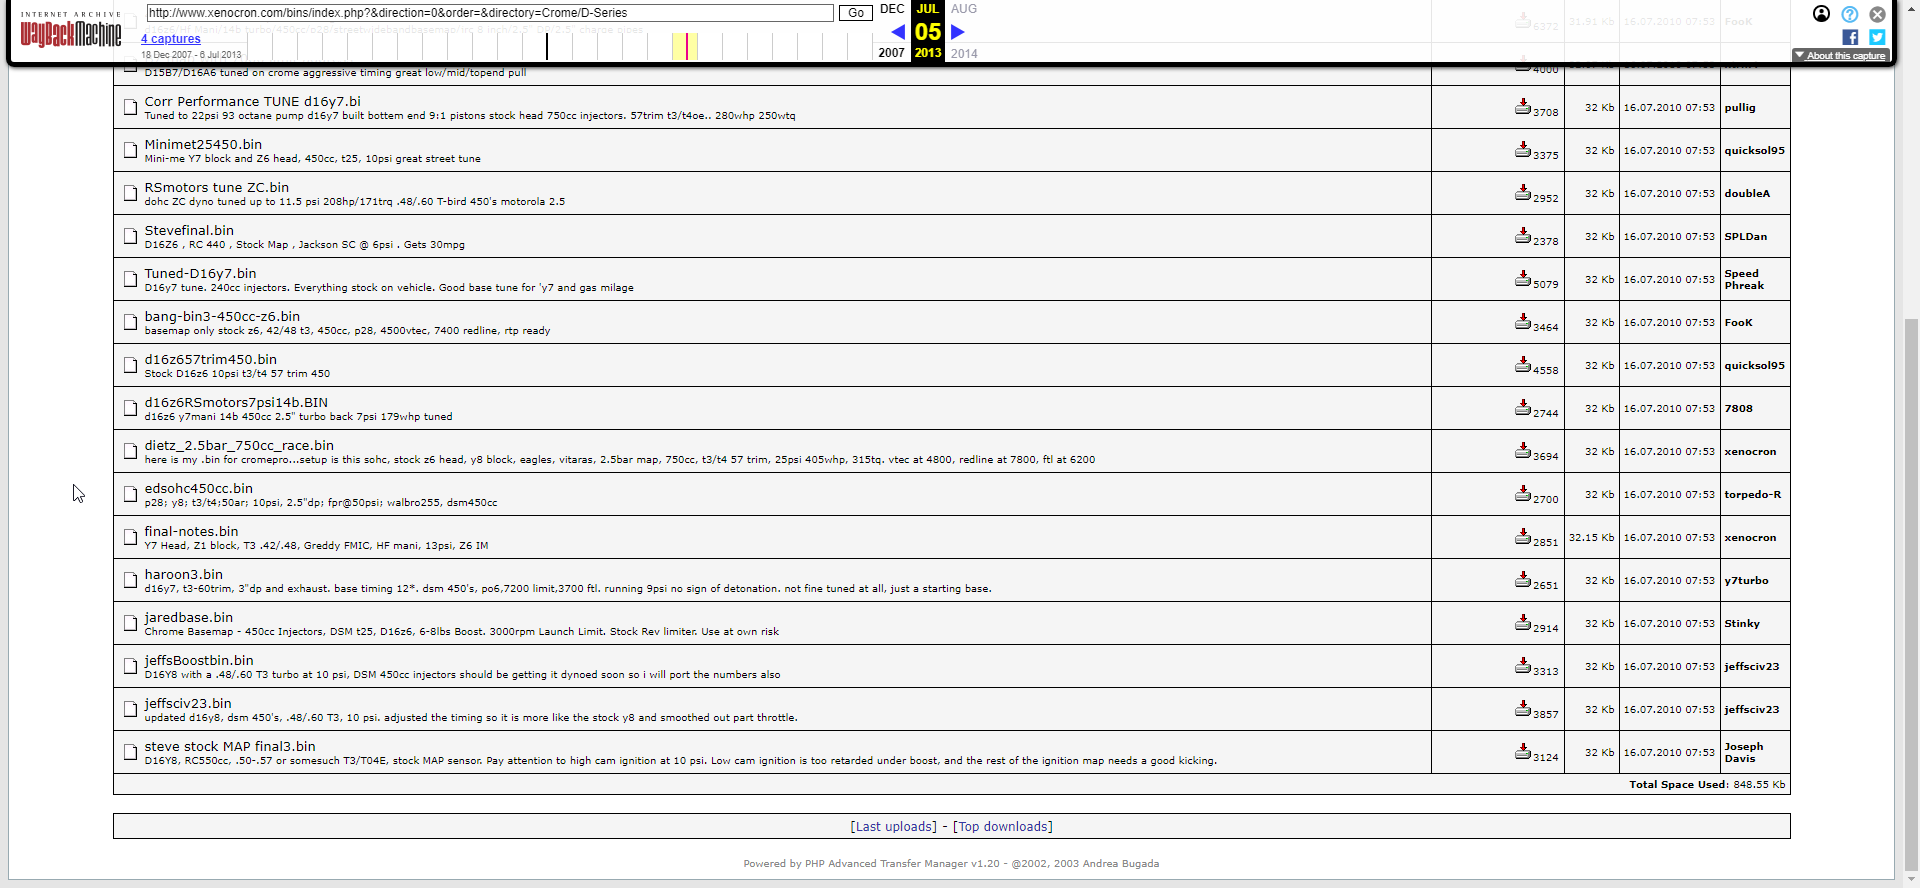 INTERNET ARCHIVE
WayBackMachine
http://www.xenocron.com/bins/index.php?&direction=0&order=&directory=Crome/D-Series
Go
DEC
JUL
AUG
4 captures
05
18 Dec 2007 - 6 Jul 2013
2007
2013
2014
About this capture
6372
31.91 Kb
16.07.2010 07:53
FooK
D15B7/D16A6 tuned on crome aggressive timing great low/mid/topend pull
4000
Corr Performance TUNE d16y7.bi
Tuned to 22psi 93 octane pump d16y7 built bottem end 9:1 pistons stock head 750cc injectors. 57trim t3/t4oe.. 280whp 250wtq
3708
32 Kb
16.07.2010 07:53
pullig
Minimet25450.bin
Mini-me Y7 block and Z6 head, 450cc, t25, 10psi great street tune
3375
32 Kb
16.07.2010 07:53
quicksol95
RSmotors tune ZC.bin
dohc ZC dyno tuned up to 11.5 psi 208hp/171trq .48/.60 T-bird 450's motorola 2.5
2952
32 Kb
16.07.2010 07:53
doubleA
Stevefinal.bin
D16Z6 , RC 440 , Stock Map , Jackson SC @ 6psi . Gets 30mpg
2378
32 Kb
16.07.2010 07:53
SPLDan
Tuned-D16y7.bin
D16y7 tune. 240cc injectors. Everything stock on vehicle. Good base tune for 'y7 and gas milage
5079
32 Kb
16.07.2010 07:53
Speed
Phreak
bang-bin3-450cc-z6.bin
basemap only stock z6, 42/48 t3, 450cc, p28, 4500vtec, 7400 redline, rtp ready
3464
32 Kb
16.07.2010 07:53
FooK
d16z657trim450.bin
Stock D16z6 10psi t3/t4 57 trim 450
4558
32 Kb
16.07.2010 07:53
quicksol95
d16z6RSmotors7psi14b.BIN
d16z6 y7mani 14b 450cc 2.5" turbo back 7psi 179whp tuned
2744
32 Kb
16.07.2010 07:53
7808
dietz_2.5bar_750cc_race.bin
here is my .bin for cromepro...setup is this sohc, stock z6 head, y8 block, eagles, vitaras, 2.5bar map, 750cc, t3/t4 57 trim, 25psi 405whp, 315tq. vtec at 4800, redline at 7800, ftl at 6200
3694
32 Kb
16.07.2010 07:53
xenocron
edsohc450cc.bin
p28; y8; t3/t4;50ar; 10psi, 2.5"dp; fpr@50psi; walbro255, dsm450cc
2700
32 Kb
16.07.2010 07:53
torpedo-R
final-notes.bin
Y7 Head, Z1 block, T3 .42/.48, Greddy FMIC, HF mani, 13psi, Z6 IM
2851
32.15 Kb
16.07.2010 07:53
xenocron
haroon3.bin
d16y7, t3-60trim, 3"dp and exhaust. base timing 12*. dsm 450's, po6,7200 limit,3700 ftl. running 9psi no sign of detonation. not fine tuned at all, just a starting base.
2651
32 Kb
16.07.2010 07:53
y7turbo
jaredbase.bin
Chrome Basemap - 450cc Injectors, DSM t25, D16z6, 6-8lbs Boost. 3000rpm Launch Limit. Stock Rev limiter. Use at own risk
2914
32 Kb
16.07.2010 07:53
Stinky
jeffsBoostbin.bin
D16Y8 with a .48/.60 T3 turbo at 10 psi, DSM 450cc injectors should be getting it dynoed soon so i will port the numbers also
3313
32 Kb
16.07.2010 07:53
jeffsciv23
jeffsciv23.bin
updated d16y8, dsm 450's, .48/.60 T3, 10 psi. adjusted the timing so it is more like the stock y8 and smoothed out part throttle.
3857
32 Kb
16.07.2010 07:53
jeffsciv23
steve stock MAP final3.bin
D16Y8, RC550cc, .50-.57 or somesuch T3/T04E, stock MAP sensor. Pay attention to high cam ignition at 10 psi. Low cam ignition is too retarded under boost, and the rest of the ignition map needs a good kicking.
3124
32 Kb
16.07.2010 07:53
Joseph
Davis
Total Space Used: 848.55 Kb
[Last uploads] - [Top downloads]
Powered by PHP Advanced Transfer Manager v1.20 - @2002, 2003 Andrea Bugada